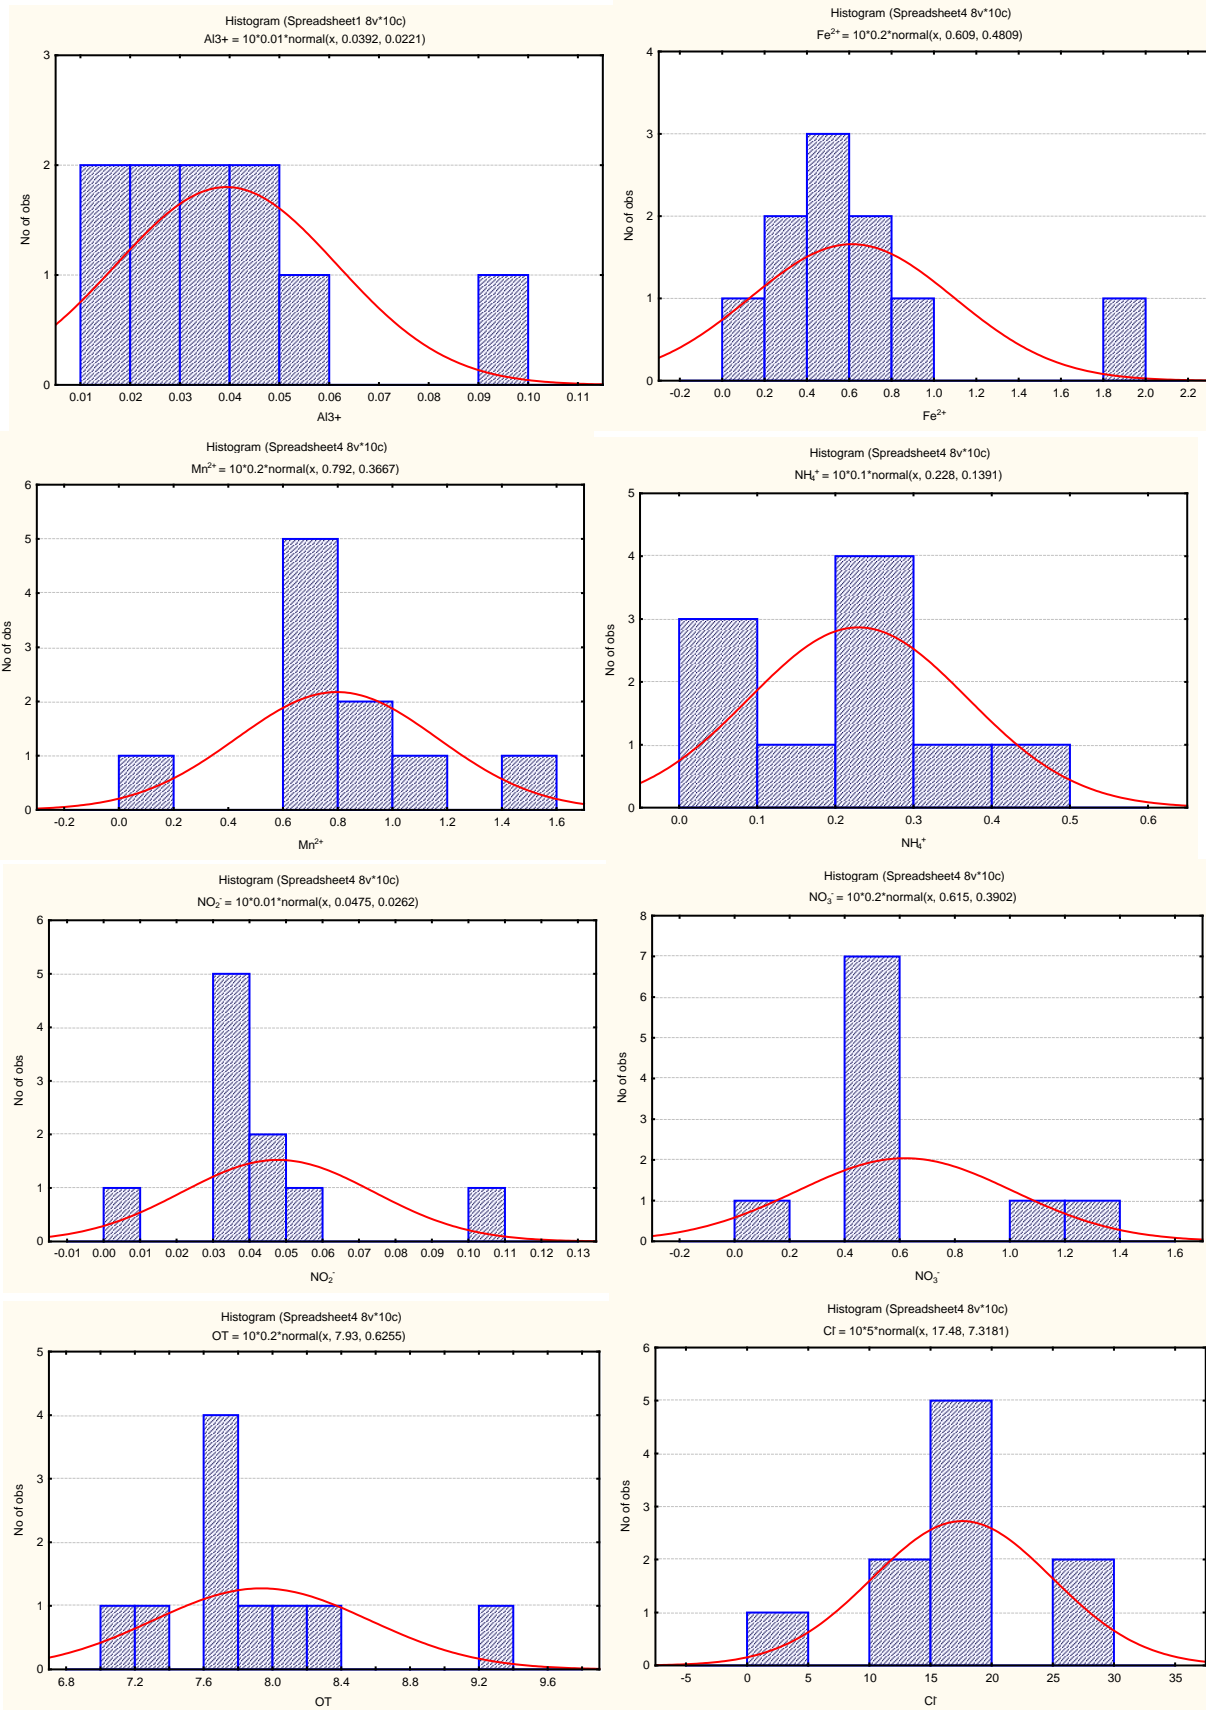 Histogram (Spreadsheet1 8v*10c)
Al3+ = 10*0.01*normal(x, 0.0392, 0.0221)
3
2
1
0
No of obs
0.01 0.02 0.03 0.04 0.05 0.06 0.07 0.08 0.09 0.10 0.11
Al3+
Histogram (Spreadsheet4 8v*10c)
Fe²⁺ = 10*0.2*normal(x, 0.609, 0.4809)
4
3
2
1
0
No of obs
-0.2 0.0 0.2 0.4 0.6 0.8 1.0 1.2 1.4 1.6 1.8 2.0 2.2
Fe²⁺
Histogram (Spreadsheet4 8v*10c)
Mn²⁺ = 10*0.2*normal(x, 0.792, 0.3667)
6
5
4
3
2
1
0
No of obs
-0.2 0.0 0.2 0.4 0.6 0.8 1.0 1.2 1.4 1.6
Mn²⁺
Histogram (Spreadsheet4 8v*10c)
NH₄⁺ = 10*0.1*normal(x, 0.228, 0.1391)
5
4
3
2
1
0
No of obs
0.0 0.1 0.2 0.3 0.4 0.5 0.6
NH₄⁺
Histogram (Spreadsheet4 8v*10c)
NO₂⁻ = 10*0.01*normal(x, 0.0475, 0.0262)
6
5
4
3
2
1
0
No of obs
-0.01 0.00 0.01 0.02 0.03 0.04 0.05 0.06 0.07 0.08 0.09 0.10 0.11 0.12 0.13
NO₂⁻
Histogram (Spreadsheet4 8v*10c)
NO₃⁻ = 10*0.2*normal(x, 0.615, 0.3902)
8
7
6
5
4
3
2
1
0
No of obs
-0.2 0.0 0.2 0.4 0.6 0.8 1.0 1.2 1.4 1.6
NO₃⁻
Histogram (Spreadsheet4 8v*10c)
OT = 10*0.2*normal(x, 7.93, 0.6255)
5
4
3
2
1
0
No of obs
6.8 7.2 7.6 8.0 8.4 8.8 9.2 9.6
OT
Histogram (Spreadsheet4 8v*10c)
Cl⁻ = 10*5*normal(x, 17.48, 7.3181)
6
5
4
3
2
1
0
No of obs
-5 0 5 10 15 20 25 30 35
Cl⁻